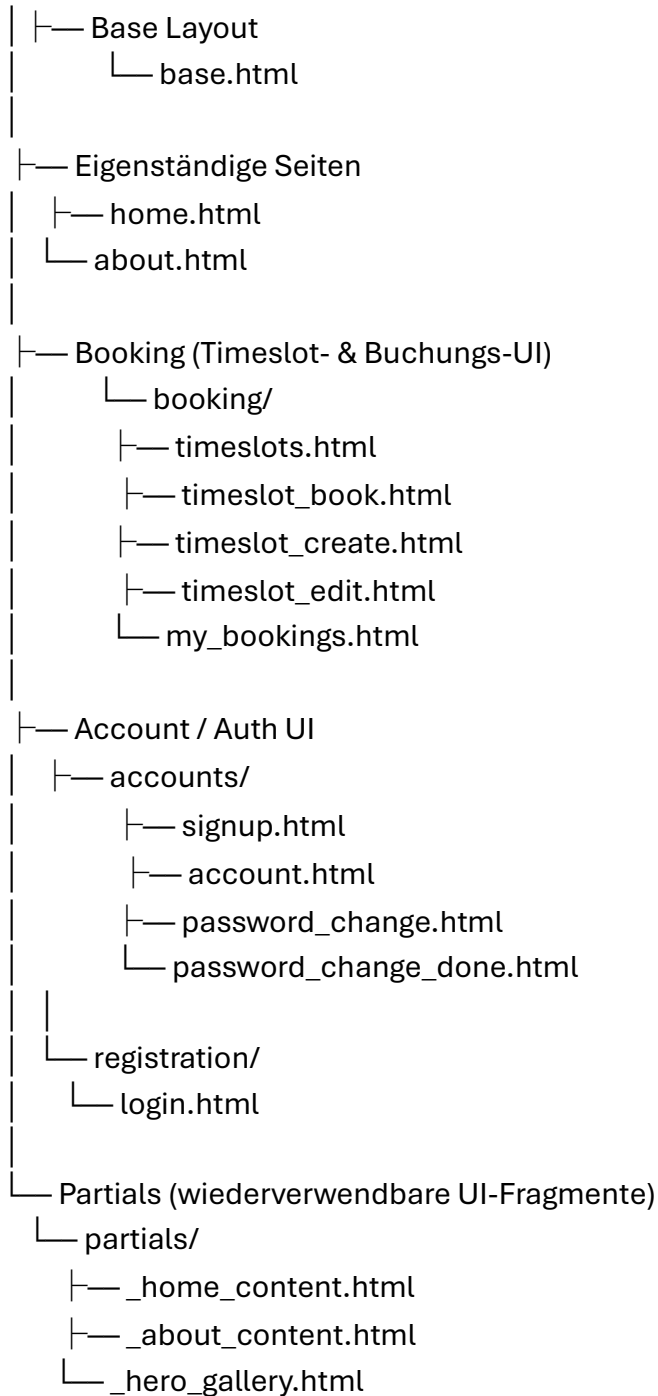 │ ├── Base Layout
│ └── base.html
│
├── Eigenständige Seiten
│ ├── home.html
│ └── about.html
│
├── Booking (Timeslot- & Buchungs-UI)
│ └── booking/
│ ├── timeslots.html
│ ├── timeslot_book.html
│ ├── timeslot_create.html
│ ├── timeslot_edit.html
│ └── my_bookings.html
│
├── Account / Auth UI
│ ├── accounts/
│ ├── signup.html
│ ├── account.html
│ ├── password_change.html
│ └── password_change_done.html
│ │
│ └── registration/
│ └── login.html
│
└── Partials (wiederverwendbare UI-Fragmente)
└── partials/
├── _home_content.html
├── _about_content.html
└── _hero_gallery.html